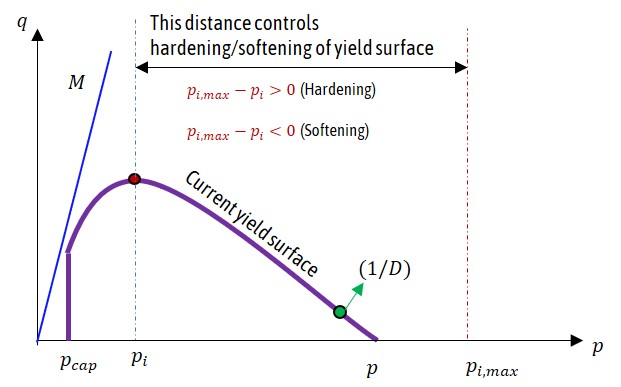 q
This distance controls
hardening/softening of yield surface
M
p_{i,max} − p_i > 0 (Hardening)
p_{i,max} − p_i < 0 (Softening)
Current yield surface
(1/D)
p_{cap}
p_i
p
p_{i,max}
p